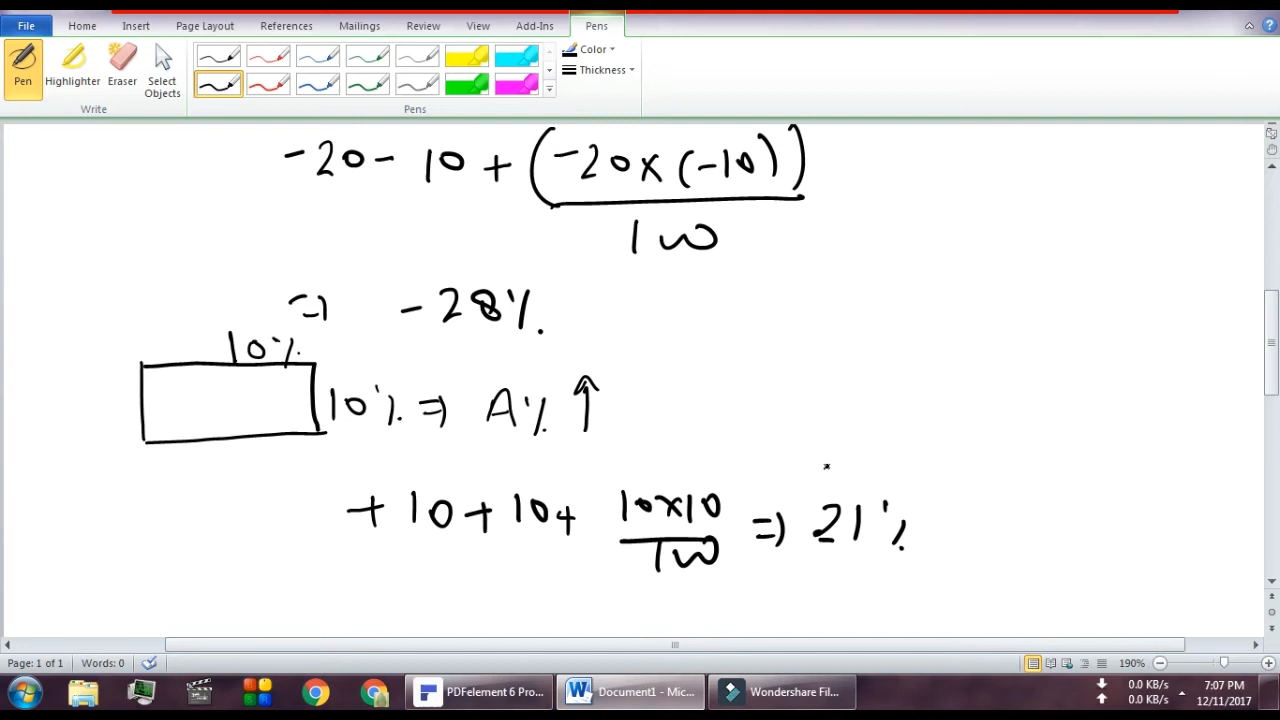 File Home Insert Page Layout References Mailings Review View Add-Ins Pens
Pen Highlighter Eraser Select Objects Color Thickness
Write Pens
-20 - 10 + (-20 x (-10))
100
=> -28%.
10%
10% => A% ↑
+ 10 + 10 + 10x10 => 21%
100
Page: 1 of 1 Words: 0 190%
PDFelement 6 Pro... Document1 - Mic... Wondershare Fil... 0.0 KB/s 7:07 PM
0.0 KB/s 12/11/2017